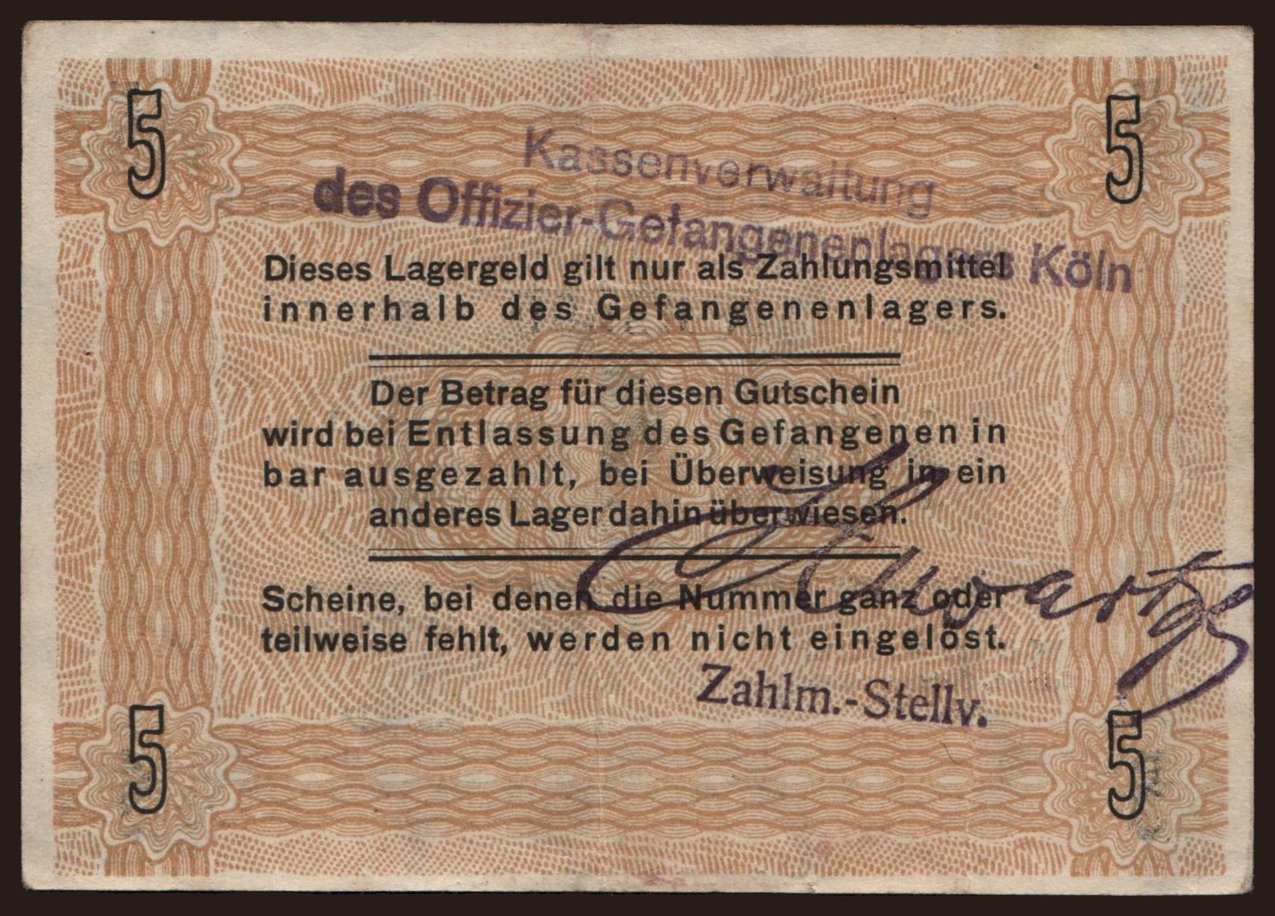 5 5
Kassenverwaltung
des Offizier-Gefangenenlagers Köln
Dieses Lagergeld gilt nur als Zahlungsmittel
innerhalb des Gefangenenlagers.
Der Betrag für diesen Gutschein
wird bei Entlassung des Gefangenen in
bar ausgezahlt, bei Überweisung in ein
anderes Lager dahin überwiesen.
Scheine, bei denen die Nummer ganz oder
teilweise fehlt, werden nicht eingelöst.
Zahlm.-Stellv.
5 5